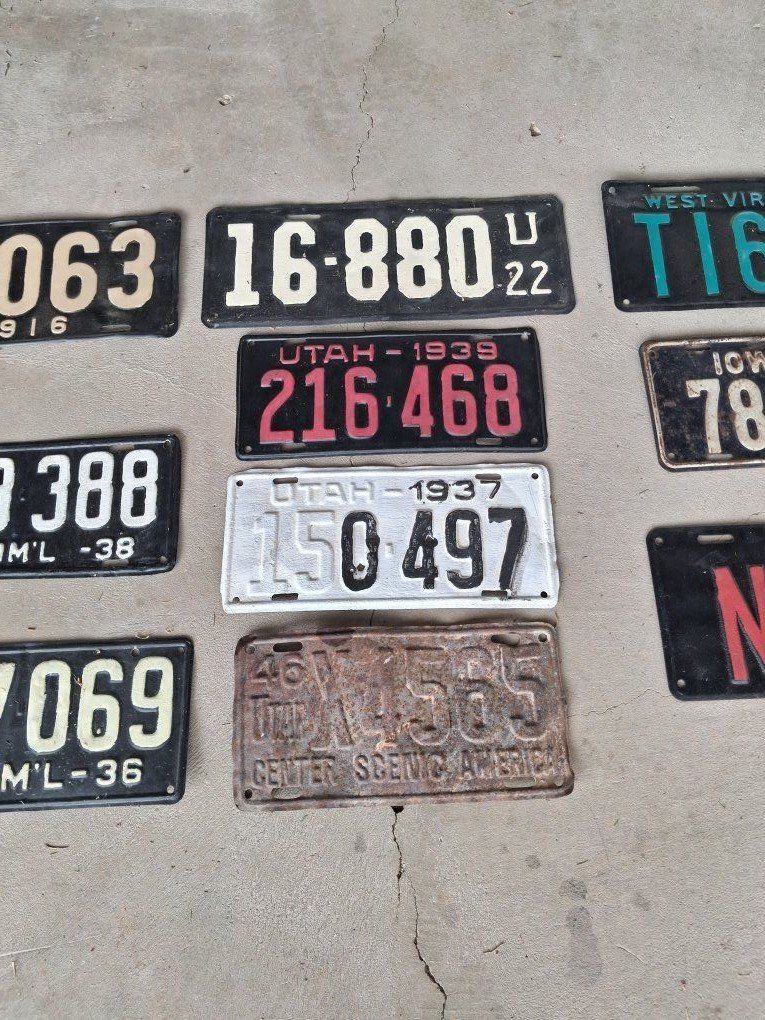 063
916
388
M'L -38
7069
M'L-36
16-880 U 22
UTAH-1939
216·468
UTAH-1937
150·497
46
UTAH X4565
CENTER SCENIC AMERICA
WEST VIR
T16
IOW
78
N